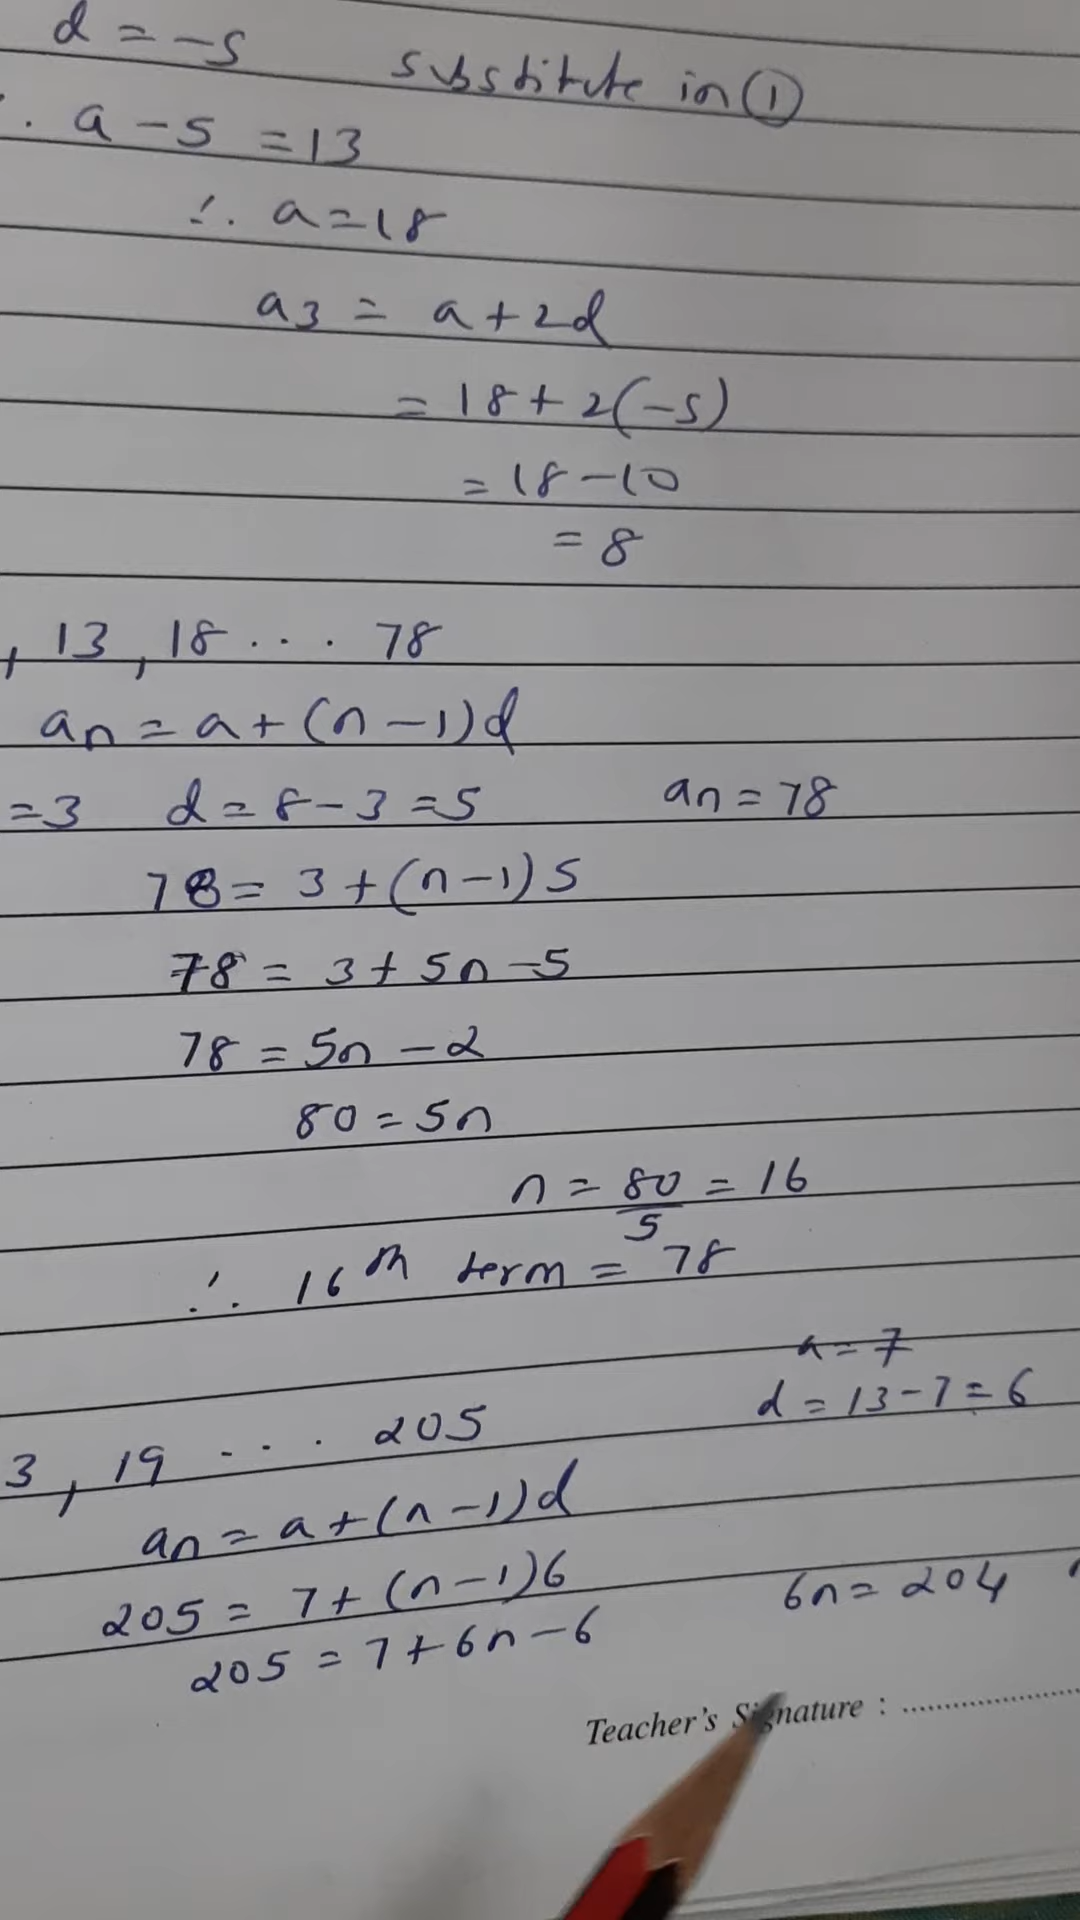 d = -5 substitute in ①
∴ a - 5 = 13
∴ a = 18
a3 = a + 2d
= 18 + 2(-5)
= 18 - 10
= 8
, 13, 18 . . . 78
an = a + (n - 1)d
= 3 d = 8 - 3 = 5 an = 78
78 = 3 + (n - 1) 5
78 = 3 + 5n - 5
78 = 5n - 2
80 = 5n
n = 80/5 = 16
∴ 16th term = 78
a = 7
d = 13 - 7 = 6
3, 19 . . . . 205
an = a + (n - 1)d
205 = 7 + (n - 1)6
6n = 204
205 = 7 + 6n - 6
Teacher's Signature : ....................